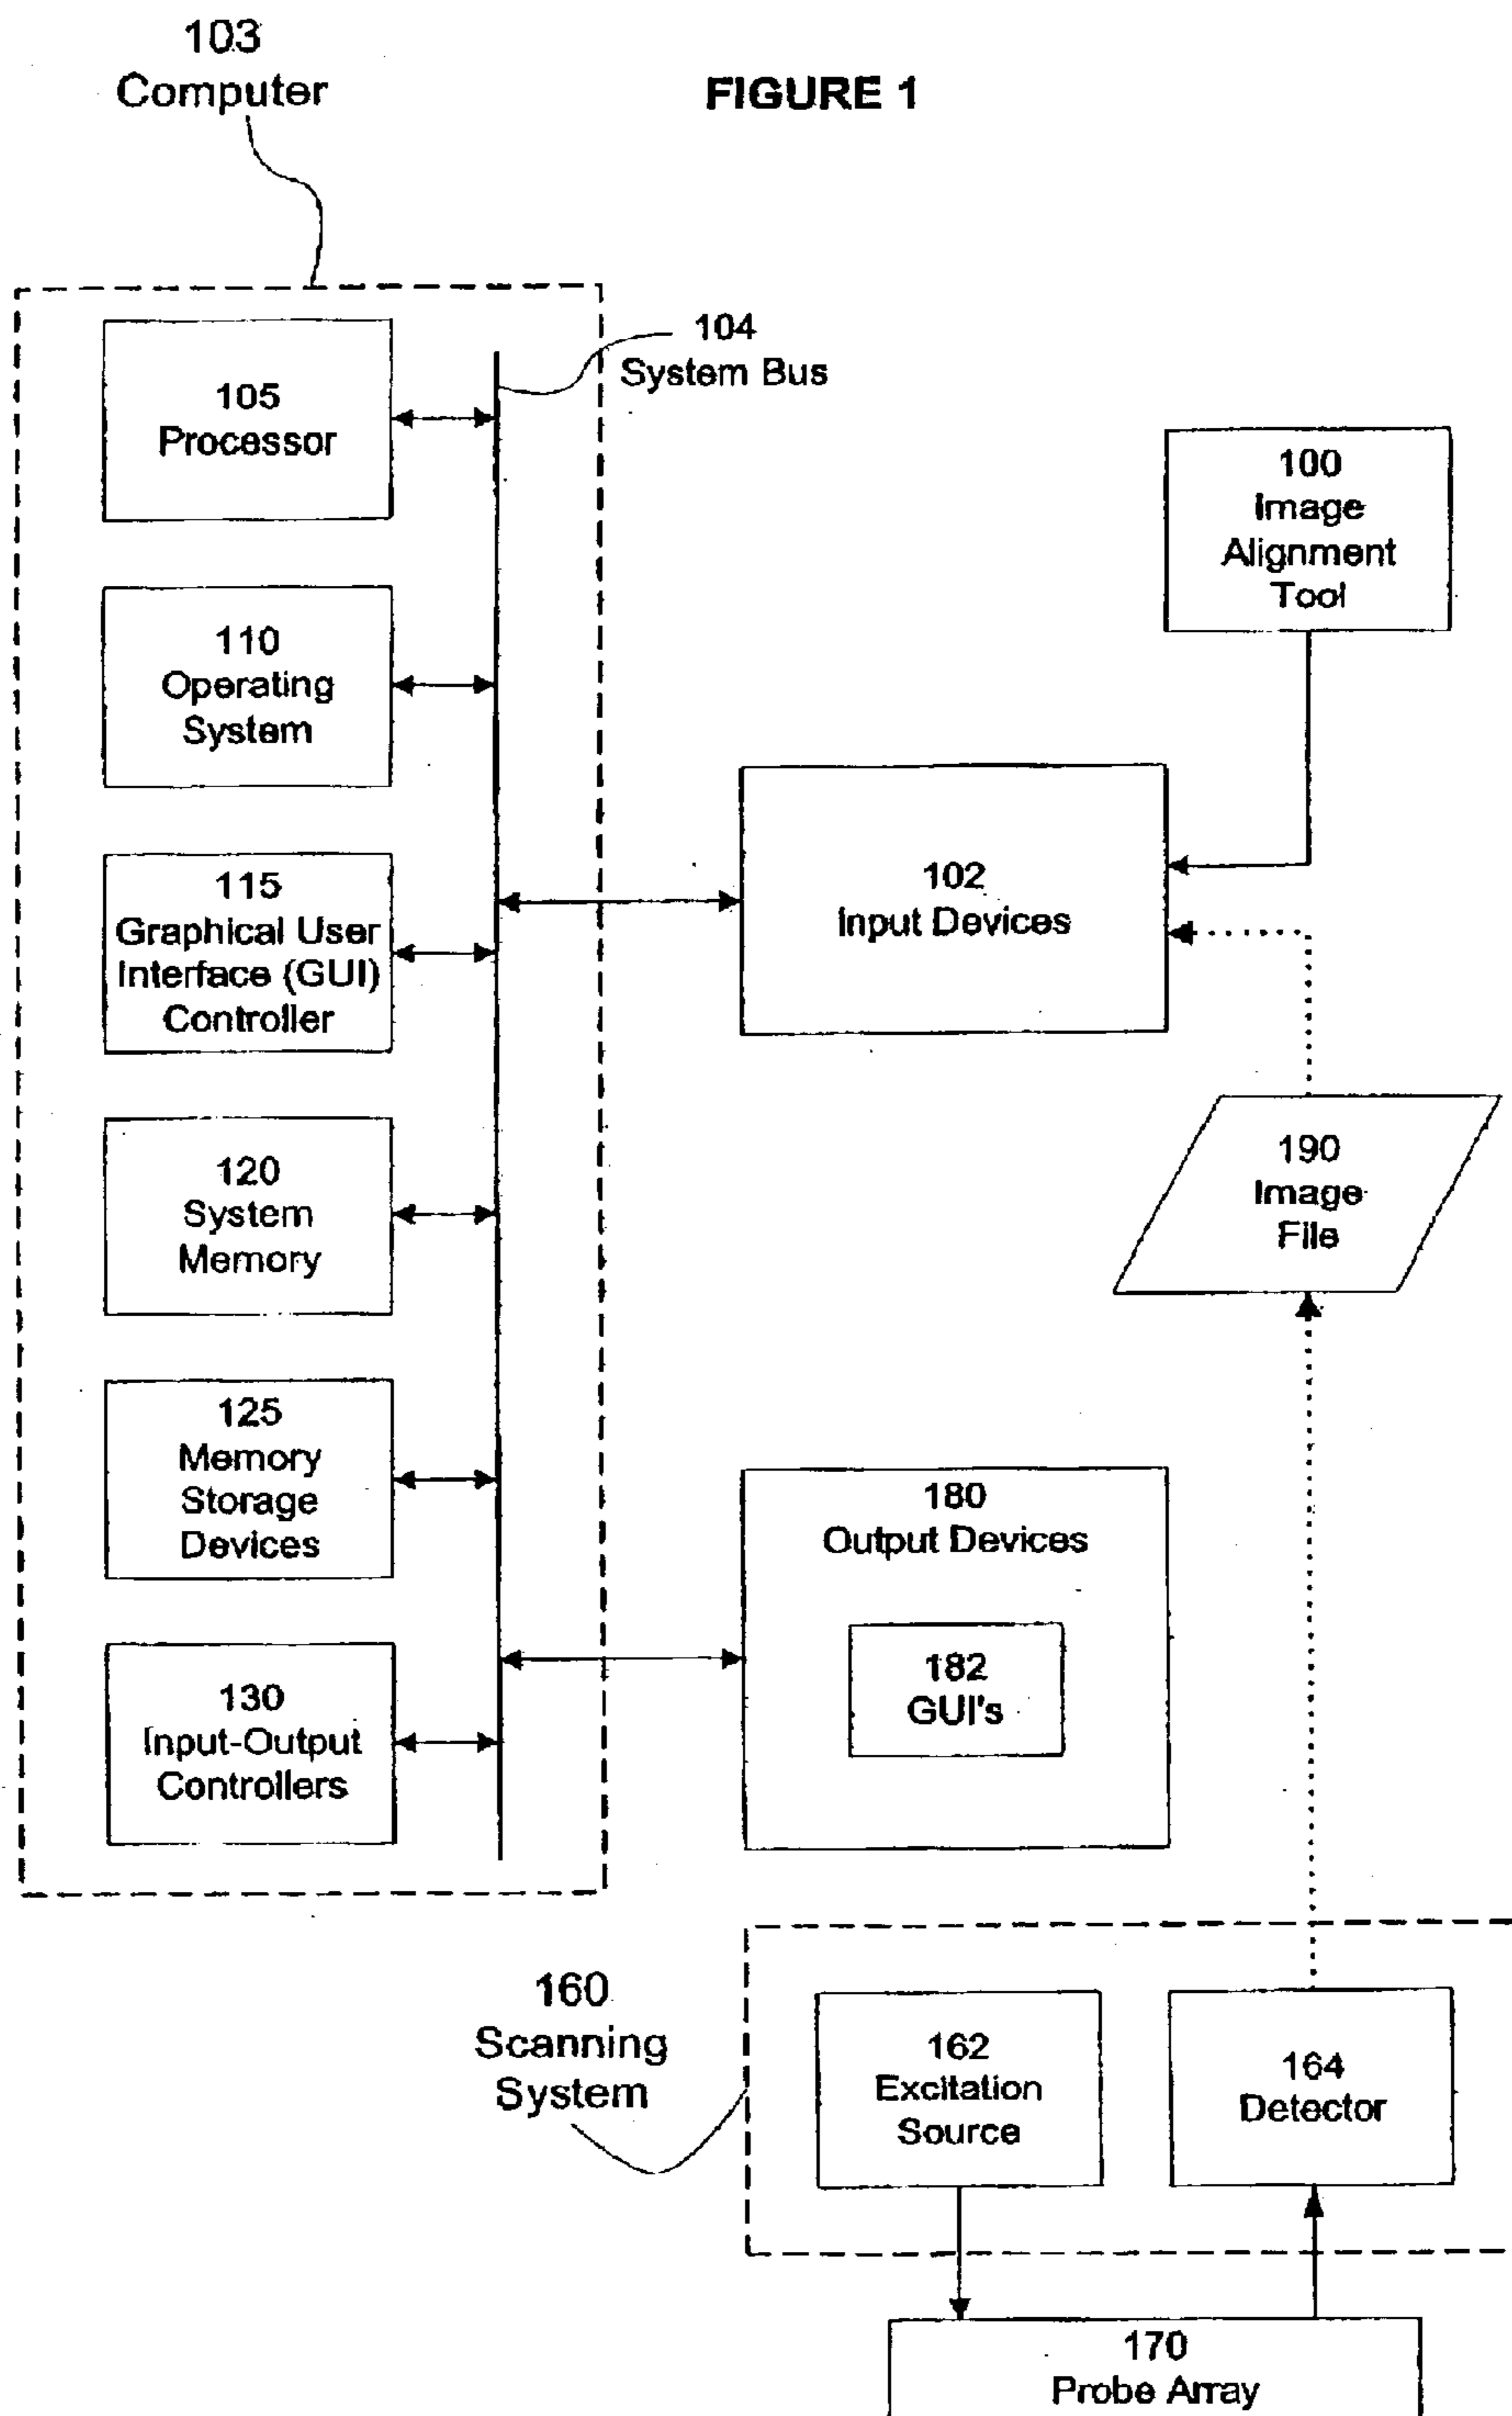 103
Computer
FIGURE 1
104
System Bus
105
Processor
100
Image
Alignment
Tool
110
Operating
System
115
Graphical User
Interface (GUI)
Controller
102
Input Devices
120
System
Memory
190
Image
File
125
Memory
Storage
Devices
180
Output Devices
182
GUI's
130
Input-Output
Controllers
160
Scanning
System
162
Excitation
Source
164
Detector
170
Probe Array